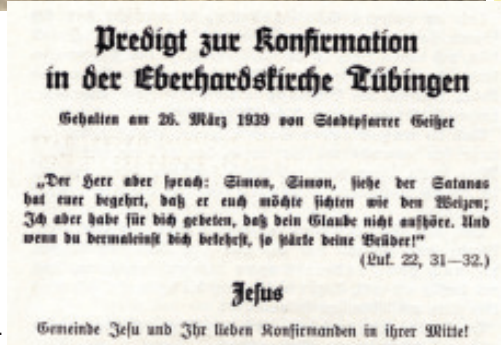 Predigt zur Konfirmation
in der Eberhardskirche Tübingen
Gehalten am 26. März 1939 von Stadtpfarrer Geißer
„Der Herr aber sprach: Simon, Simon, siehe der Satanas
hat euer begehrt, daß er euch möchte sichten wie den Weizen;
Ich aber habe für dich gebeten, daß dein Glaube nicht aufhöre. Und
wenn du dermaleinst dich bekehrst, so stärke deine Brüder!“
(Luk. 22, 31—32.)
Jesus
Gemeinde Jesu und Ihr lieben Konfirmanden in ihrer Mitte!